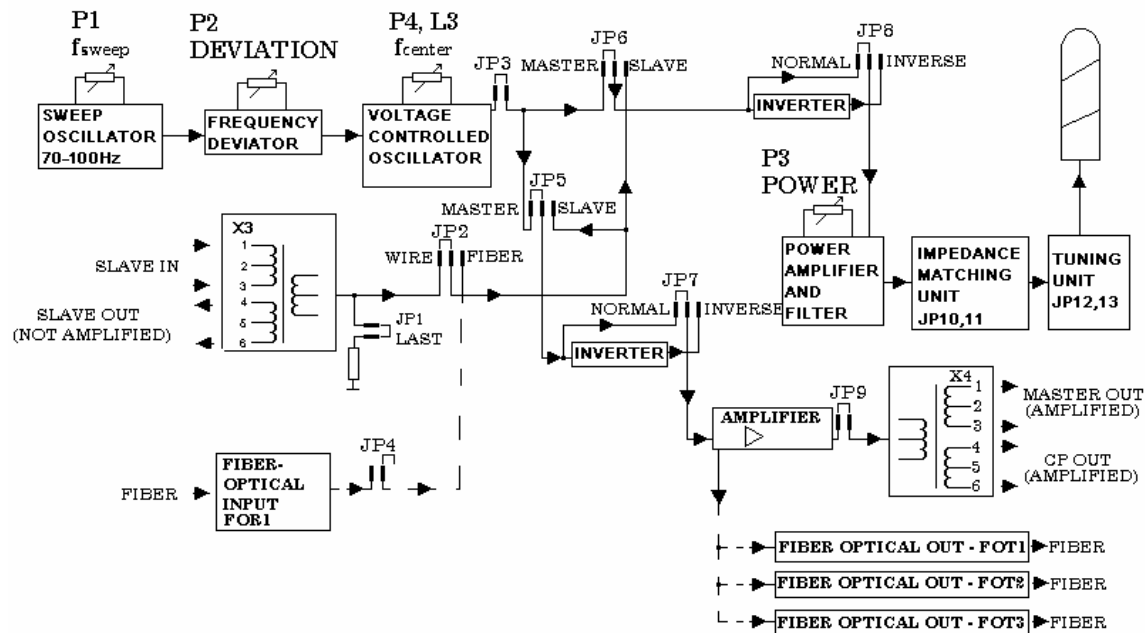 P1
fsweep
SWEEP
OSCILLATOR
70-100Hz
P2
DEVIATION
FREQUENCY
DEVIATOR
P4, L3
fcenter
VOLTAGE
CONTROLLED
OSCILLATOR
JP3
JP6
MASTER SLAVE
JP8
NORMAL INVERSE
INVERTER
JP5
MASTER SLAVE
P3
POWER
POWER
AMPLIFIER
AND
FILTER
IMPEDANCE
MATCHING
UNIT
JP10,11
TUNING
UNIT
JP12,13
X3
1
2
3
4
5
6
SLAVE IN
SLAVE OUT
(NOT AMPLIFIED)
JP2
WIRE FIBER
JP1
LAST
JP7
NORMAL INVERSE
INVERTER
AMPLIFIER
JP9
X4
1
2
3
4
5
6
MASTER OUT
(AMPLIFIED)
CP OUT
(AMPLIFIED)
FIBER
FIBER-
OPTICAL
INPUT
FOR1
JP4
FIBER OPTICAL OUT - FOT1 FIBER
FIBER OPTICAL OUT - FOT2 FIBER
FIBER OPTICAL OUT - FOT3 FIBER